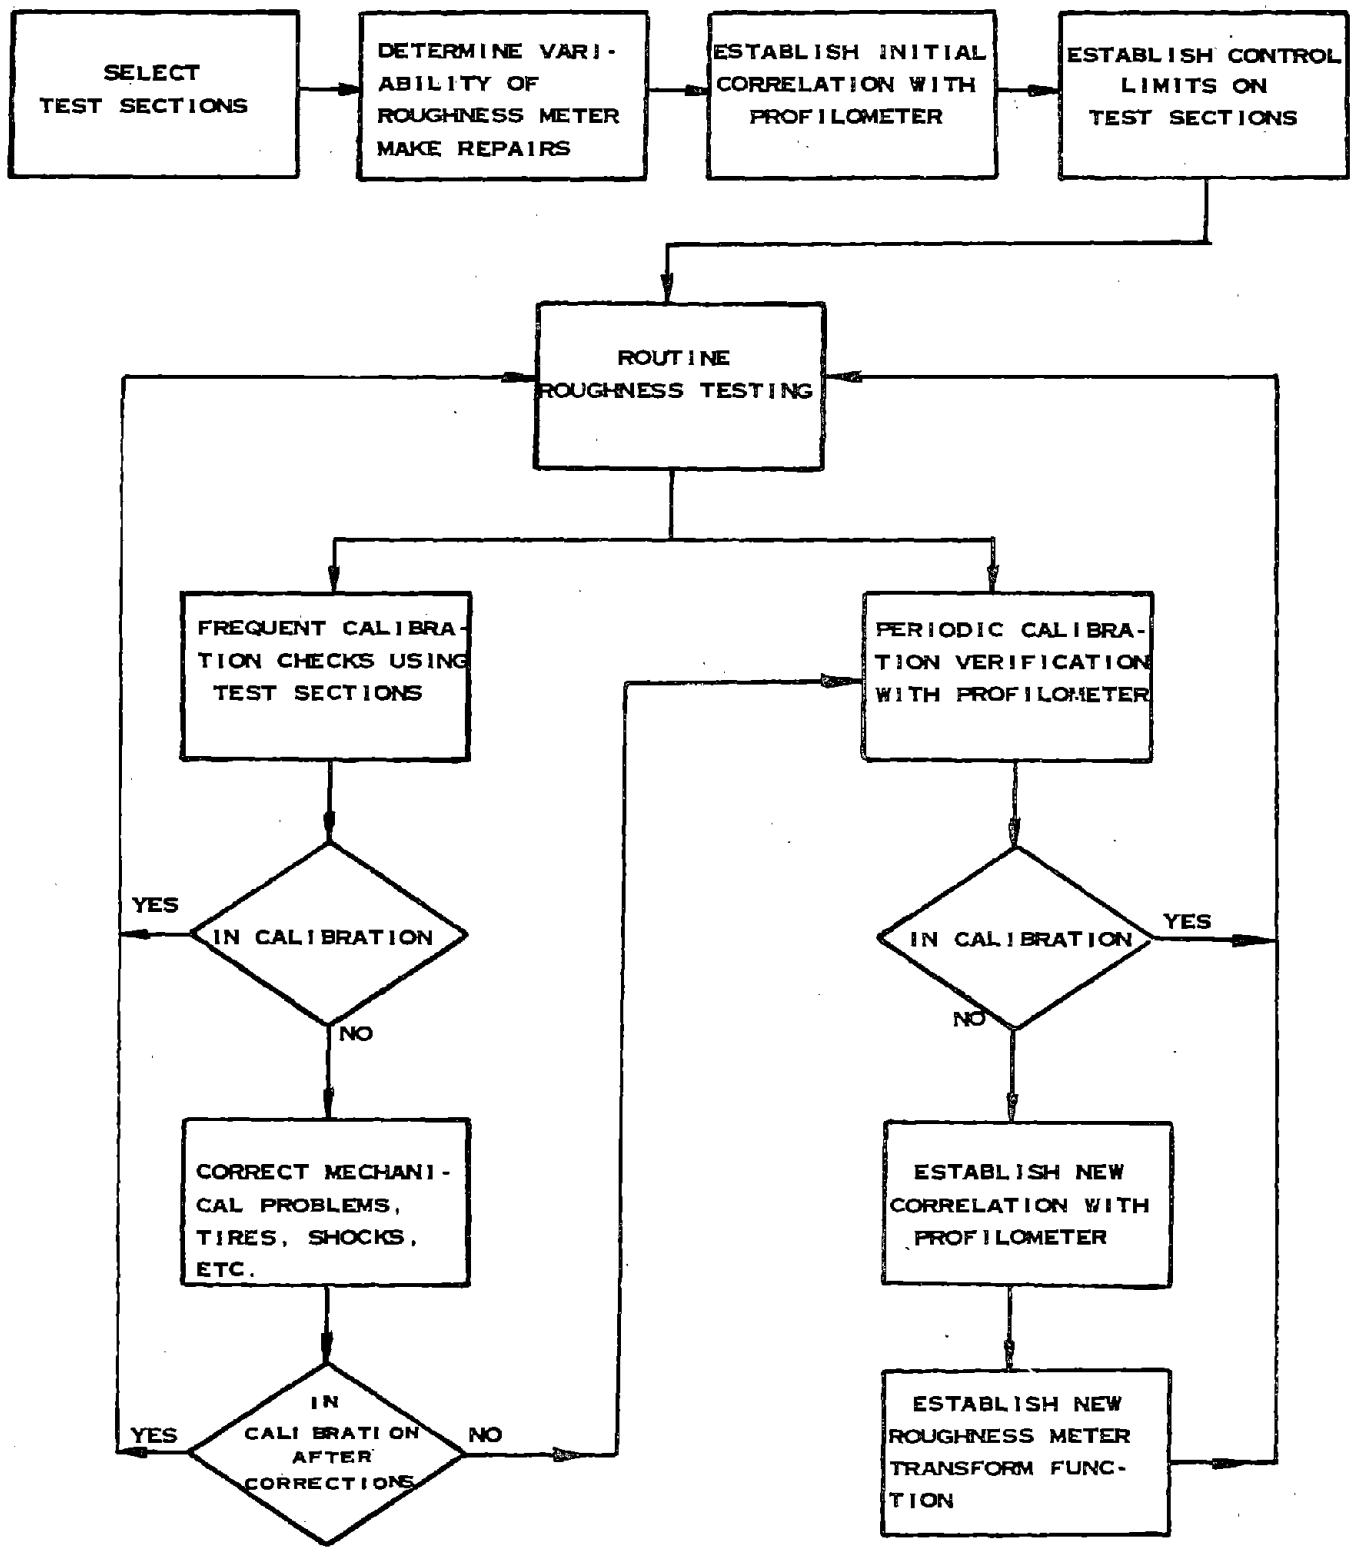 SELECT
TEST SECTIONS
DETERMINE VARI-
ABILITY OF
ROUGHNESS METER
MAKE REPAIRS
ESTABLISH INITIAL
CORRELATION WITH
PROFILOMETER
ESTABLISH CONTROL
LIMITS ON
TEST SECTIONS
ROUTINE
ROUGHNESS TESTING
FREQUENT CALIBRA-
TION CHECKS USING
TEST SECTIONS
PERIODIC CALIBRA-
TION VERIFICATION
WITH PROFILOMETER
YES
IN CALIBRATION
NO
IN CALIBRATION
YES
NO
CORRECT MECHANI-
CAL PROBLEMS,
TIRES, SHOCKS,
ETC.
ESTABLISH NEW
CORRELATION WITH
PROFILOMETER
YES
IN
CALIBRATION
AFTER
CORRECTIONS
NO
ESTABLISH NEW
ROUGHNESS METER
TRANSFORM FUNC-
TION